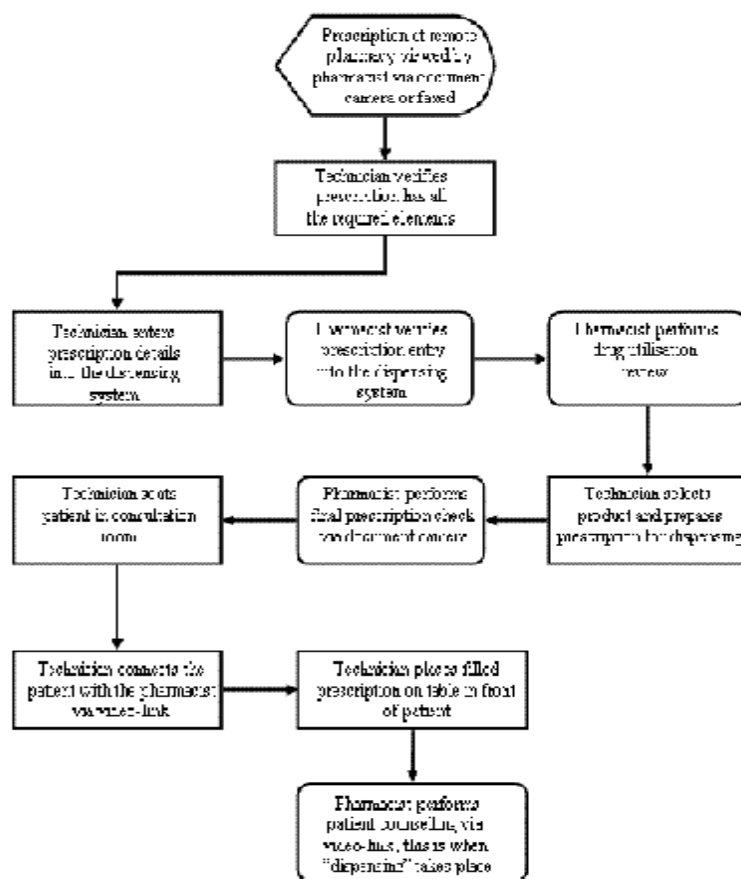 Prescription at remote
pharmacy viewed by
pharmacist via document
camera or faxed
Technician verifies
prescription has all
the required elements
Technician enters
prescription details
into the dispensing
system
Pharmacist verifies
prescription entry
into the dispensing
system
Pharmacist performs
drug utilisation
review
Technician seats
patient in consultation
room
Pharmacist performs
final prescription check
via document camera
Technician selects
product and prepares
prescription for dispensing
Technician connects the
patient with the pharmacist
via video-link
Technician places filled
prescription on table in front
of patient
Pharmacist performs
patient counselling via
video-link, this is when
“dispensing” takes place